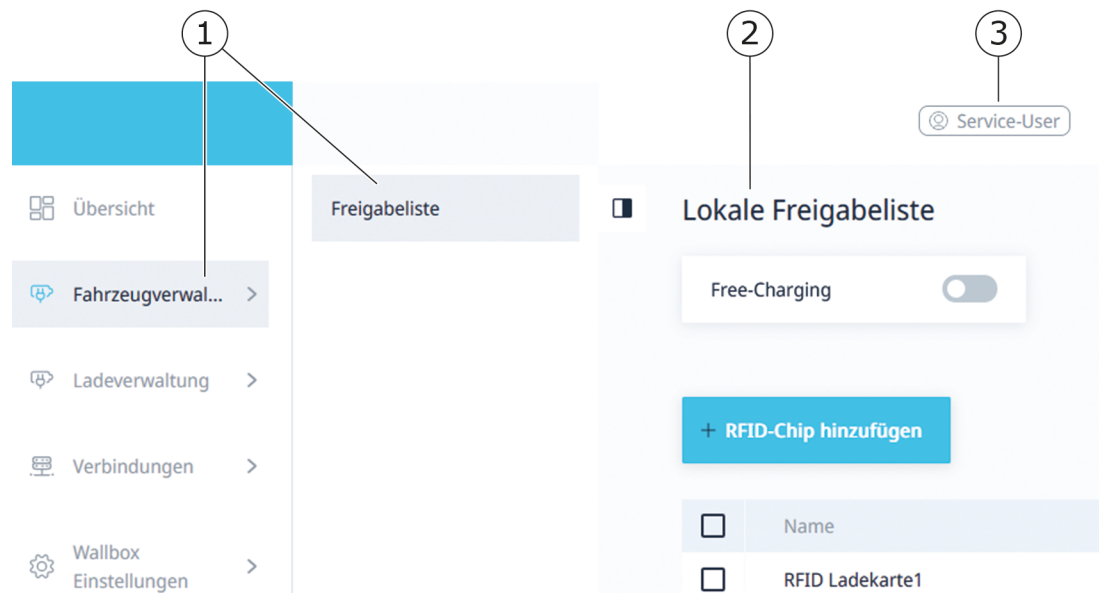 1
2
3
Service-User
Übersicht
Freigabeliste
Lokale Freigabeliste
Fahrzeugverwal...
Free-Charging
Ladeverwaltung
+ RFID-Chip hinzufügen
Verbindungen
Name
Wallbox
Einstellungen
RFID Ladekarte1